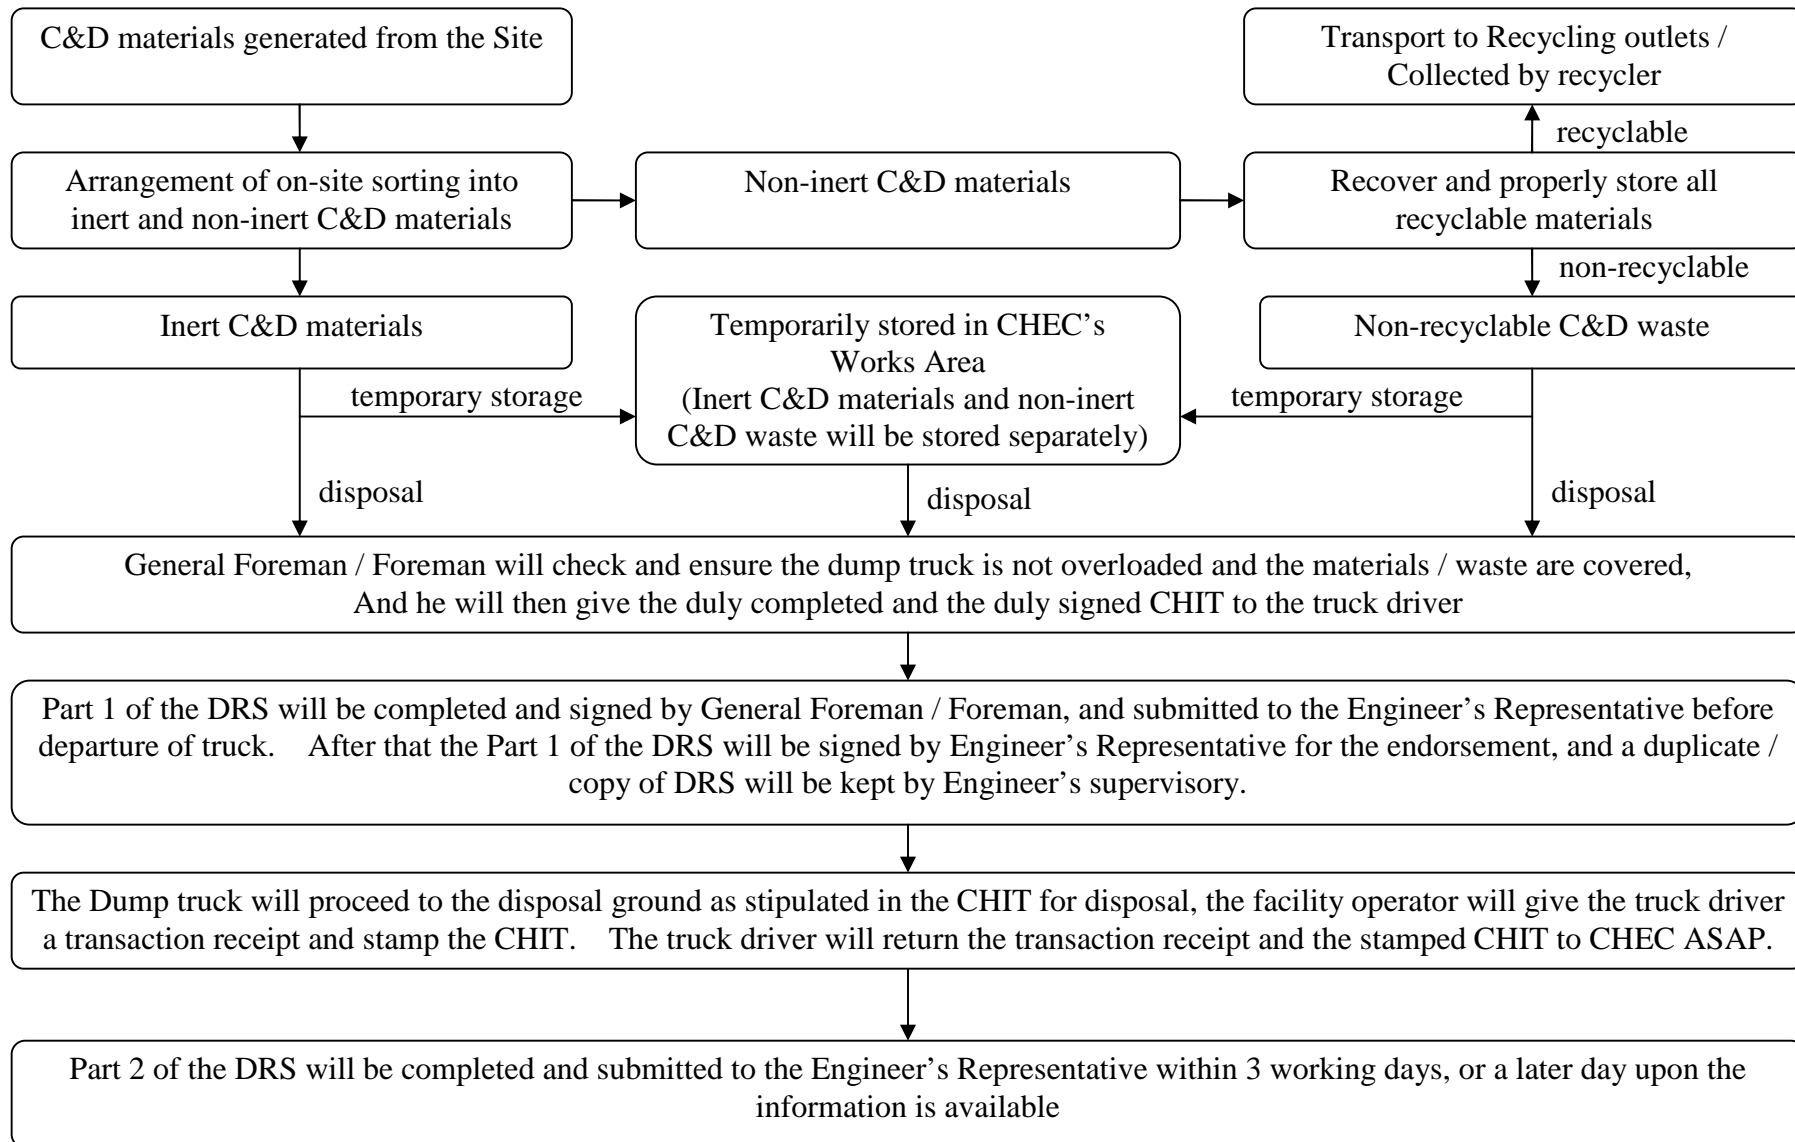 C&D materials generated from the Site
Transport to Recycling outlets /
Collected by recycler
recyclable
Arrangement of on-site sorting into
inert and non-inert C&D materials
Non-inert C&D materials
Recover and properly store all
recyclable materials
non-recyclable
Inert C&D materials
Temporarily stored in CHEC’s
Works Area
(Inert C&D materials and non-inert
C&D waste will be stored separately)
Non-recyclable C&D waste
temporary storage
temporary storage
disposal
disposal
disposal
General Foreman / Foreman will check and ensure the dump truck is not overloaded and the materials / waste are covered,
And he will then give the duly completed and the duly signed CHIT to the truck driver
Part 1 of the DRS will be completed and signed by General Foreman / Foreman, and submitted to the Engineer’s Representative before
departure of truck. After that the Part 1 of the DRS will be signed by Engineer’s Representative for the endorsement, and a duplicate /
copy of DRS will be kept by Engineer’s supervisory.
The Dump truck will proceed to the disposal ground as stipulated in the CHIT for disposal, the facility operator will give the truck driver
a transaction receipt and stamp the CHIT. The truck driver will return the transaction receipt and the stamped CHIT to CHEC ASAP.
Part 2 of the DRS will be completed and submitted to the Engineer’s Representative within 3 working days, or a later day upon the
information is available